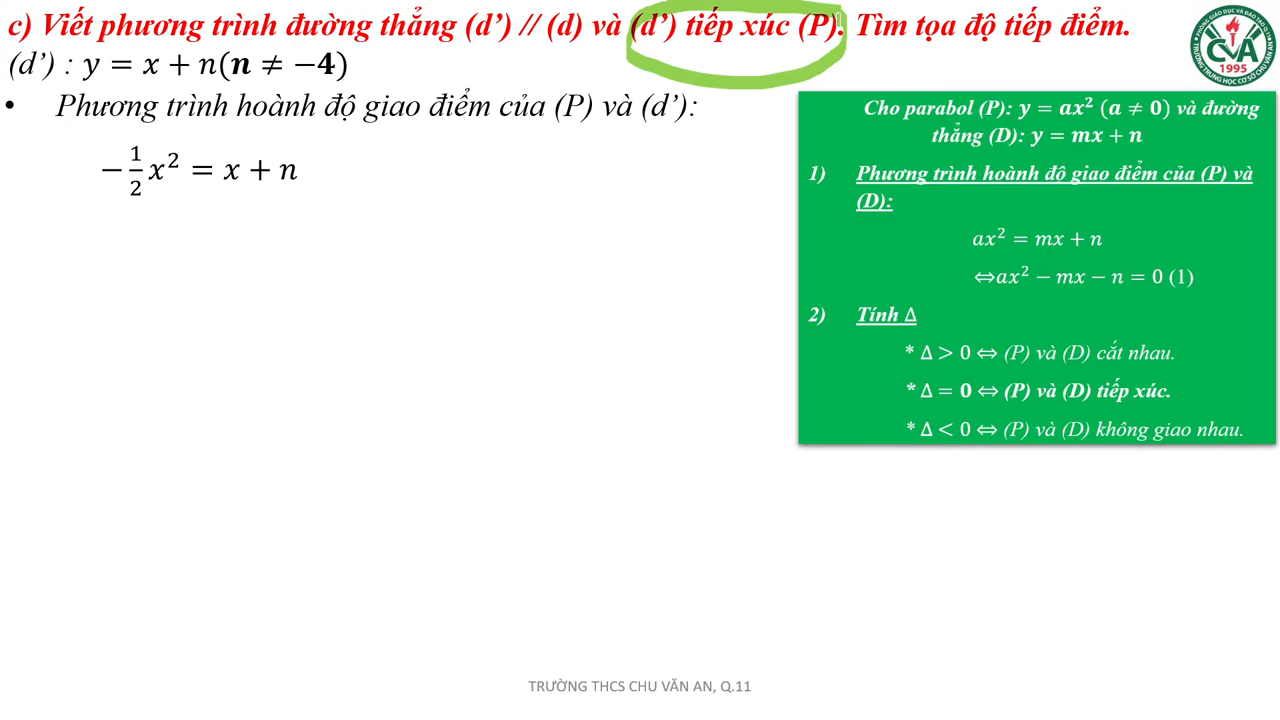 c) Viết phương trình đường thẳng (d’) // (d) và (d’) tiếp xúc (P). Tìm tọa độ tiếp điểm.
(d’) : y = x + n(n ≠ −4)
• Phương trình hoành độ giao điểm của (P) và (d’):
−1/2 x² = x + n
CVA
1995
Cho parabol (P): y = ax² (a ≠ 0) và đường
thẳng (D): y = mx + n
1) Phương trình hoành độ giao điểm của (P) và
(D):
ax² = mx + n
⇔ax² − mx − n = 0 (1)
2) Tính Δ
* Δ > 0 ⇔ (P) và (D) cắt nhau.
* Δ = 0 ⇔ (P) và (D) tiếp xúc.
* Δ < 0 ⇔ (P) và (D) không giao nhau.
TRƯỜNG THCS CHU VĂN AN, Q.11